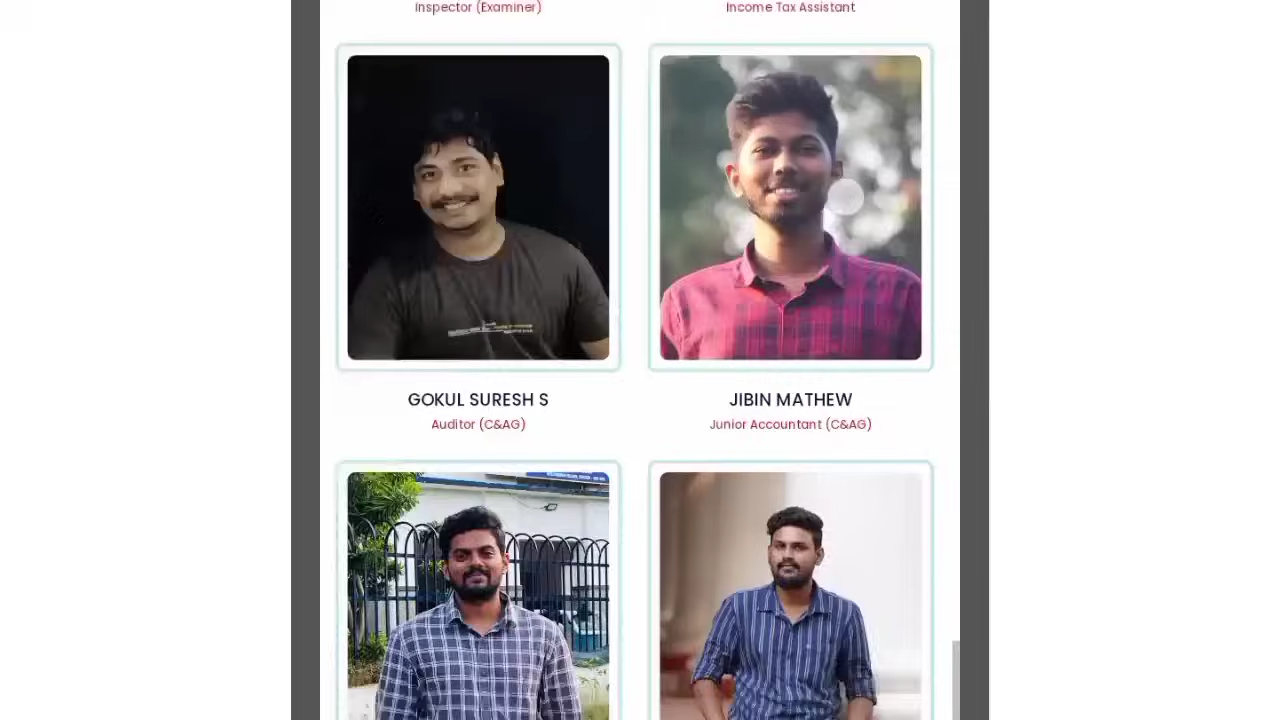 Inspector (Examiner)
Income Tax Assistant
GOKUL SURESH S
Auditor (C&AG)
JIBIN MATHEW
Junior Accountant (C&AG)